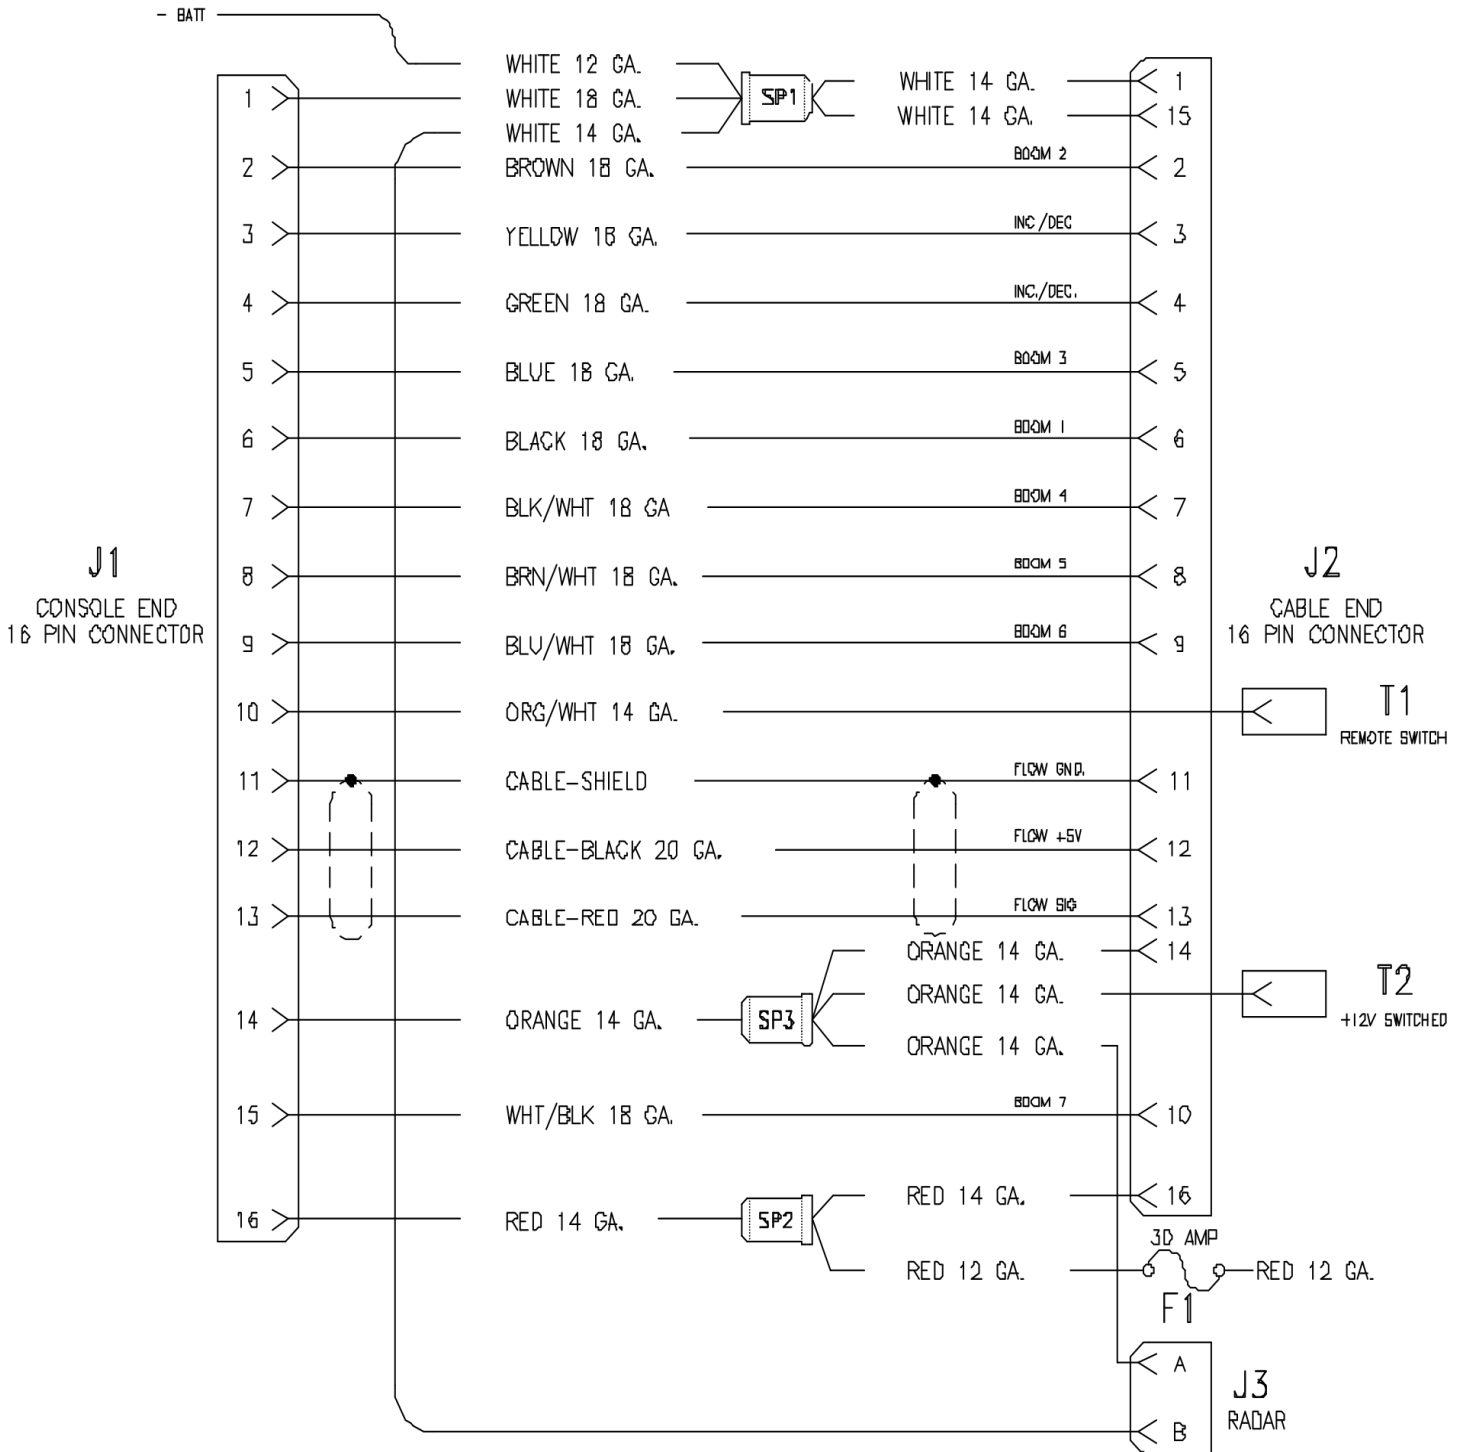 - BATT
WHITE 12 GA.
1 WHITE 18 GA. SP1 WHITE 14 GA. 1
WHITE 14 GA. WHITE 14 GA. 15
2 BROWN 18 GA. BOOM 2 2
3 YELLOW 18 GA. INC/DEC 3
4 GREEN 18 GA. INC./DEC. 4
5 BLUE 18 GA. BOOM 3 5
6 BLACK 18 GA. BOOM 1 6
7 BLK/WHT 18 GA BOOM 4 7
J1
CONSOLE END
16 PIN CONNECTOR
J2
CABLE END
16 PIN CONNECTOR
8 BRN/WHT 18 GA. BOOM 5 8
9 BLU/WHT 18 GA. BOOM 6 9
10 ORG/WHT 14 GA. T1
REMOTE SWITCH
11 CABLE-SHIELD FLOW GND. 11
12 CABLE-BLACK 20 GA. FLOW +5V 12
13 CABLE-RED 20 GA. FLOW SIG 13
ORANGE 14 GA. 14
ORANGE 14 GA. T2
+12V SWITCHED
14 ORANGE 14 GA. SP3
ORANGE 14 GA.
15 WHT/BLK 18 GA. BOOM 7 10
RED 14 GA. 16
16 RED 14 GA. SP2
30 AMP
RED 12 GA. RED 12 GA.
F1
A
J3
RADAR
B